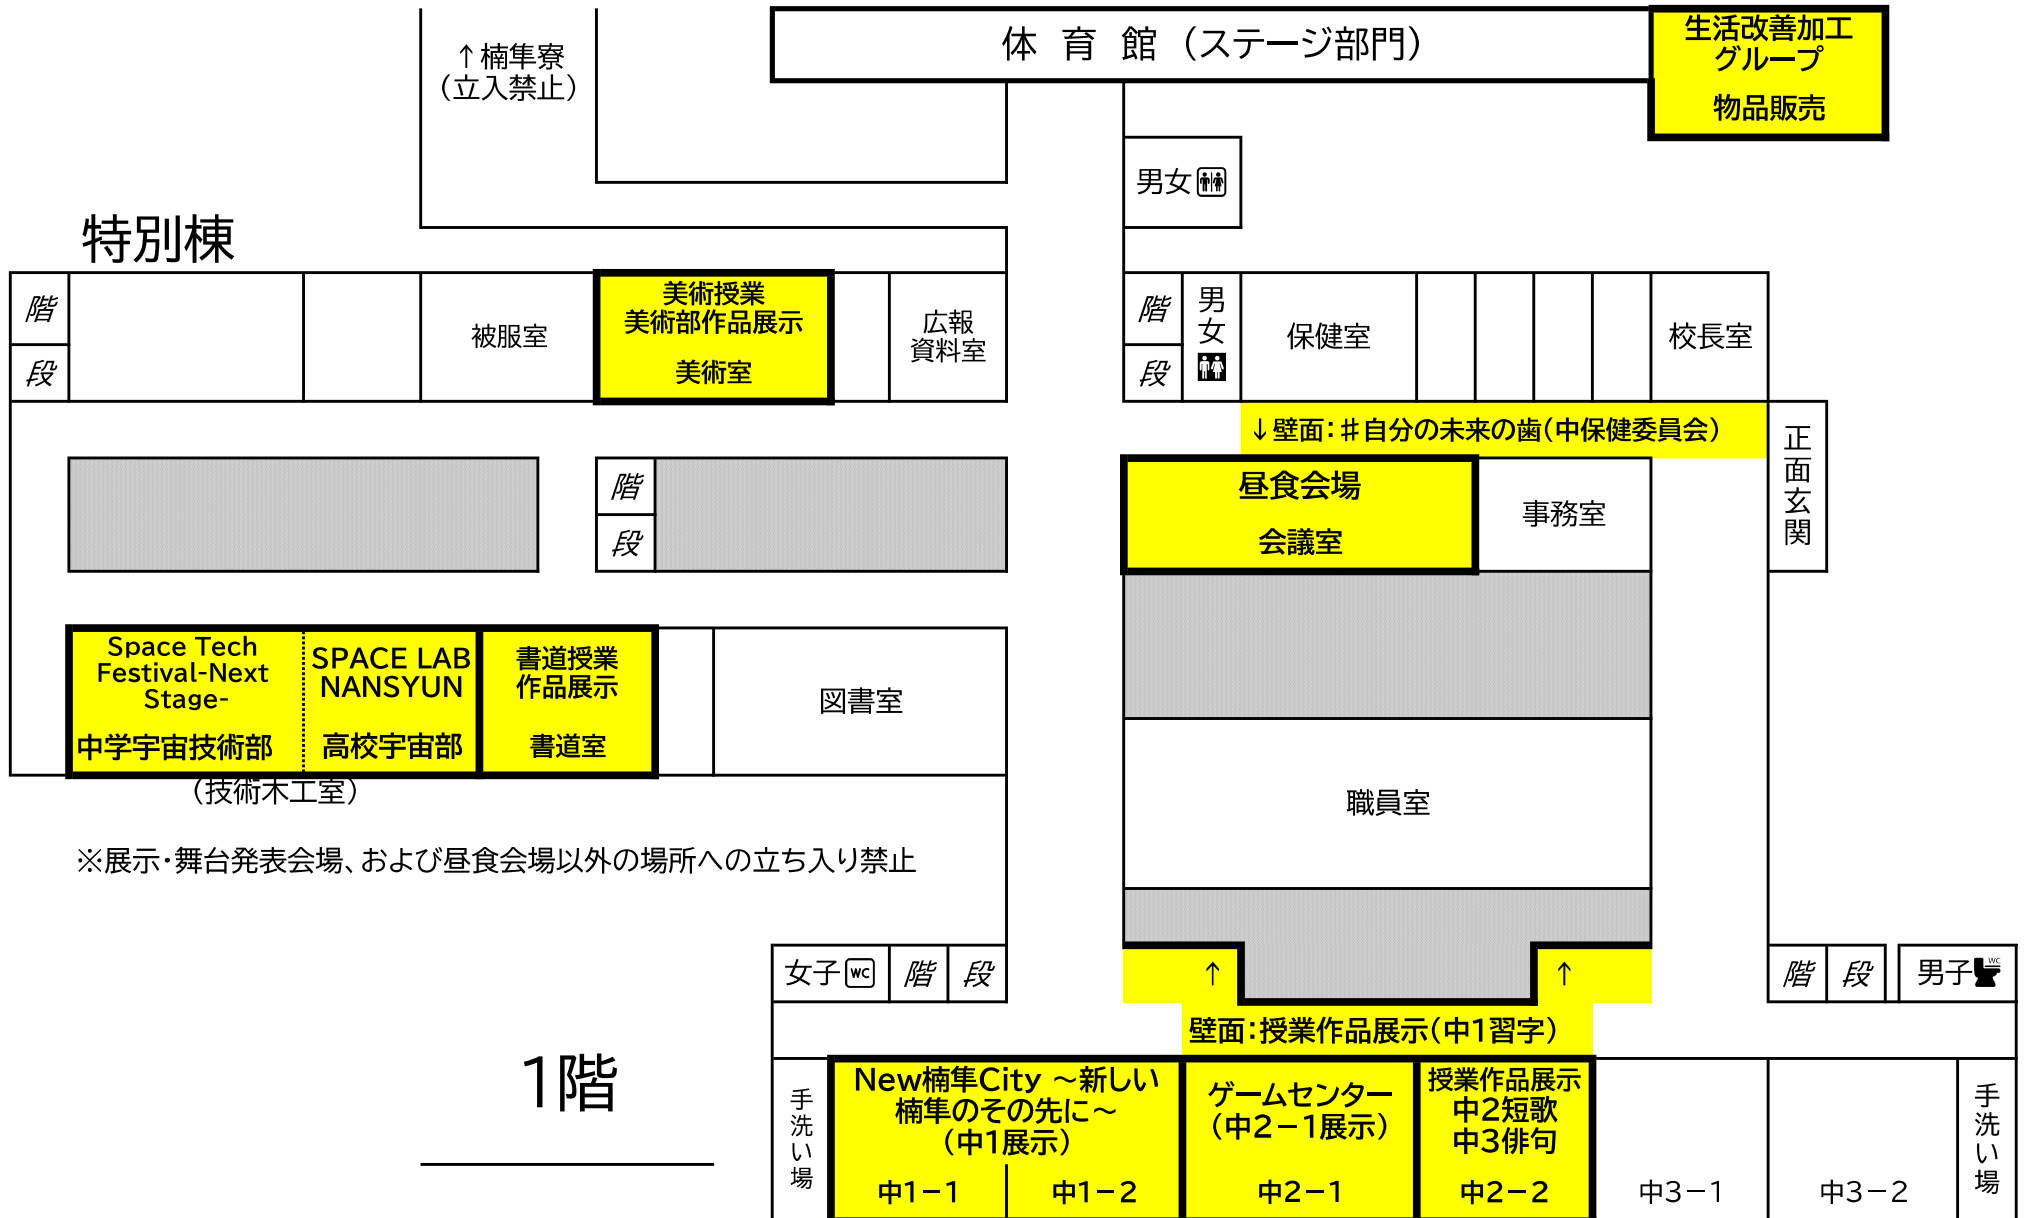 ↑楠隼寮
（立入禁止）
体　育　館　（ステージ部門）
生活改善加工
グループ
物品販売
男女
特別棟
階
段
被服室
美術授業
美術部作品展示
美術室
広報
資料室
階
段
男
女
保健室
校長室
↓壁面：♯自分の未来の歯（中保健委員会）
正
面
玄
関
階
段
昼食会場
会議室
事務室
Space Tech
Festival-Next
Stage-
中学宇宙技術部
SPACE LAB
NANSYUN
高校宇宙部
書道授業
作品展示
書道室
図書室
（技術木工室）
職員室
※展示・舞台発表会場、および昼食会場以外の場所への立ち入り禁止
女子 WC
階　段
↑
↑
階　段
男子 WC
壁面：授業作品展示（中１習字）
1階
手
洗
い
場
New楠隼City ～新しい
楠隼のその先に～
（中1展示）
中1－1
中1－2
ゲームセンター
（中2－1展示）
中2－1
授業作品展示
中2短歌
中3俳句
中2－2
中3－1
中3－2
手
洗
い
場